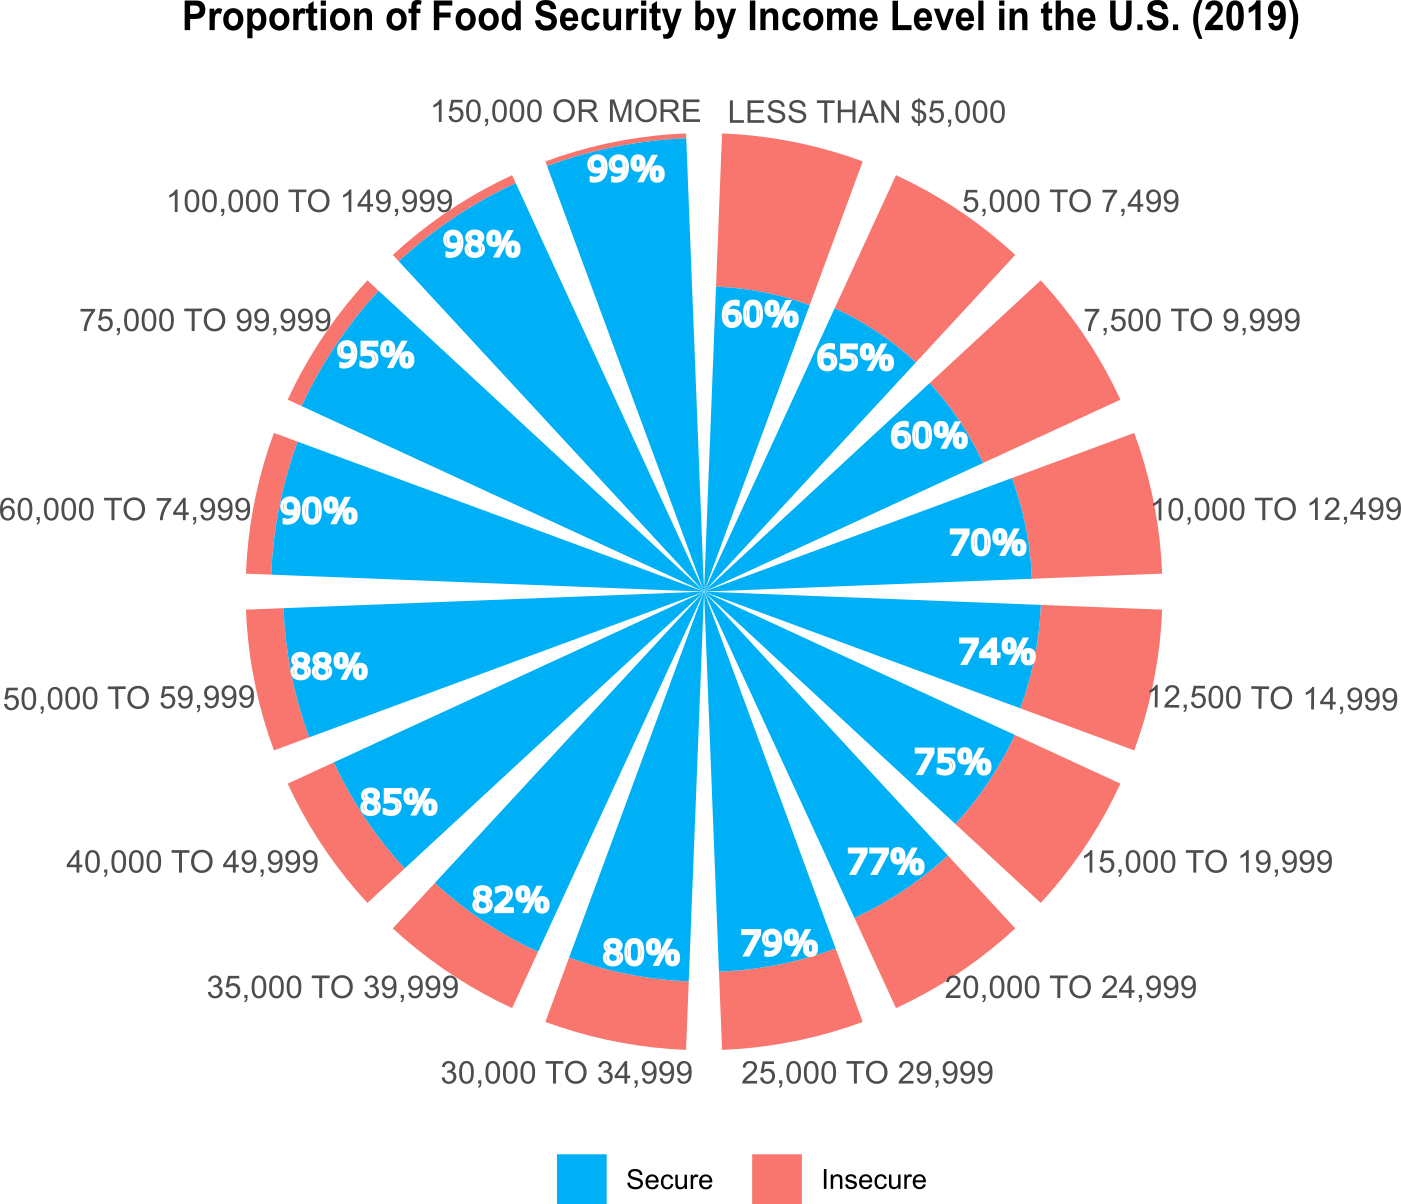 Proportion of Food Security by Income Level in the U.S. (2019)
150,000 OR MORE
LESS THAN $5,000
99%
100,000 TO 149,999
5,000 TO 7,499
98%
60%
75,000 TO 99,999
7,500 TO 9,999
95%
65%
60%
60,000 TO 74,999
90%
10,000 TO 12,499
70%
88%
74%
50,000 TO 59,999
12,500 TO 14,999
75%
85%
40,000 TO 49,999
77%
15,000 TO 19,999
82%
80%
79%
35,000 TO 39,999
20,000 TO 24,999
30,000 TO 34,999
25,000 TO 29,999
Secure
Insecure